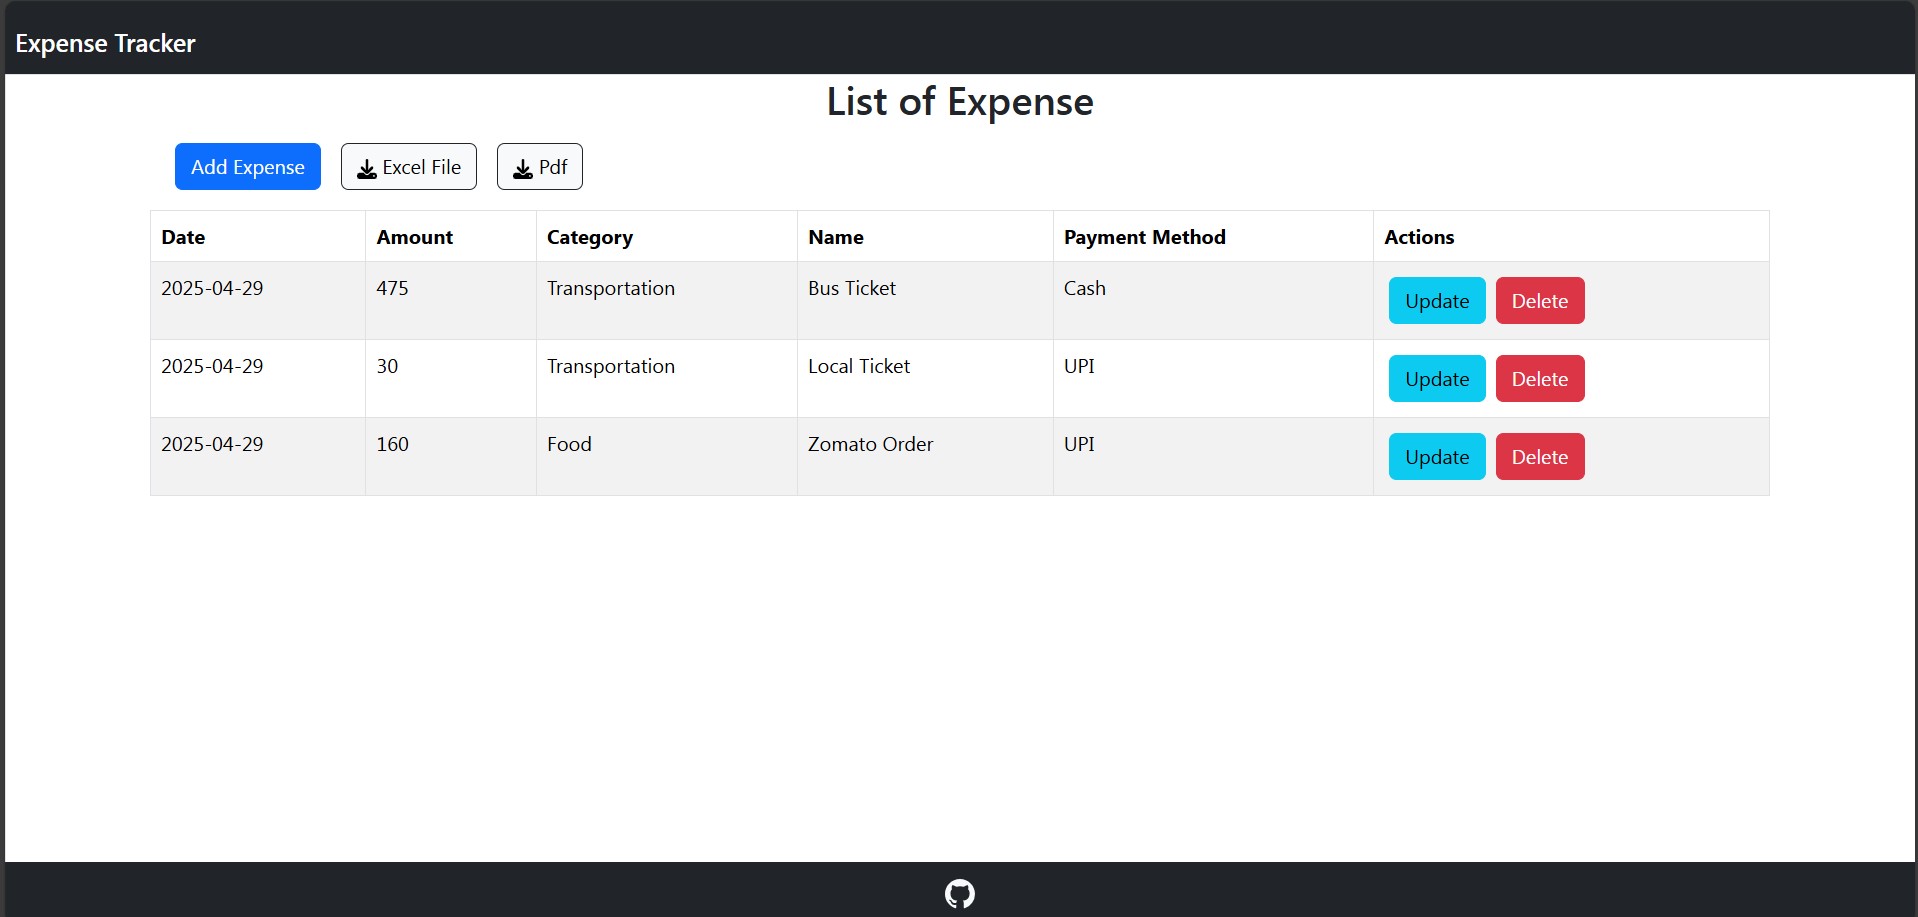 Expense Tracker
List of Expense
Add Expense Excel File Pdf
Date Amount Category Name Payment Method Actions
2025-04-29 475 Transportation Bus Ticket Cash Update Delete
2025-04-29 30 Transportation Local Ticket UPI Update Delete
2025-04-29 160 Food Zomato Order UPI Update Delete